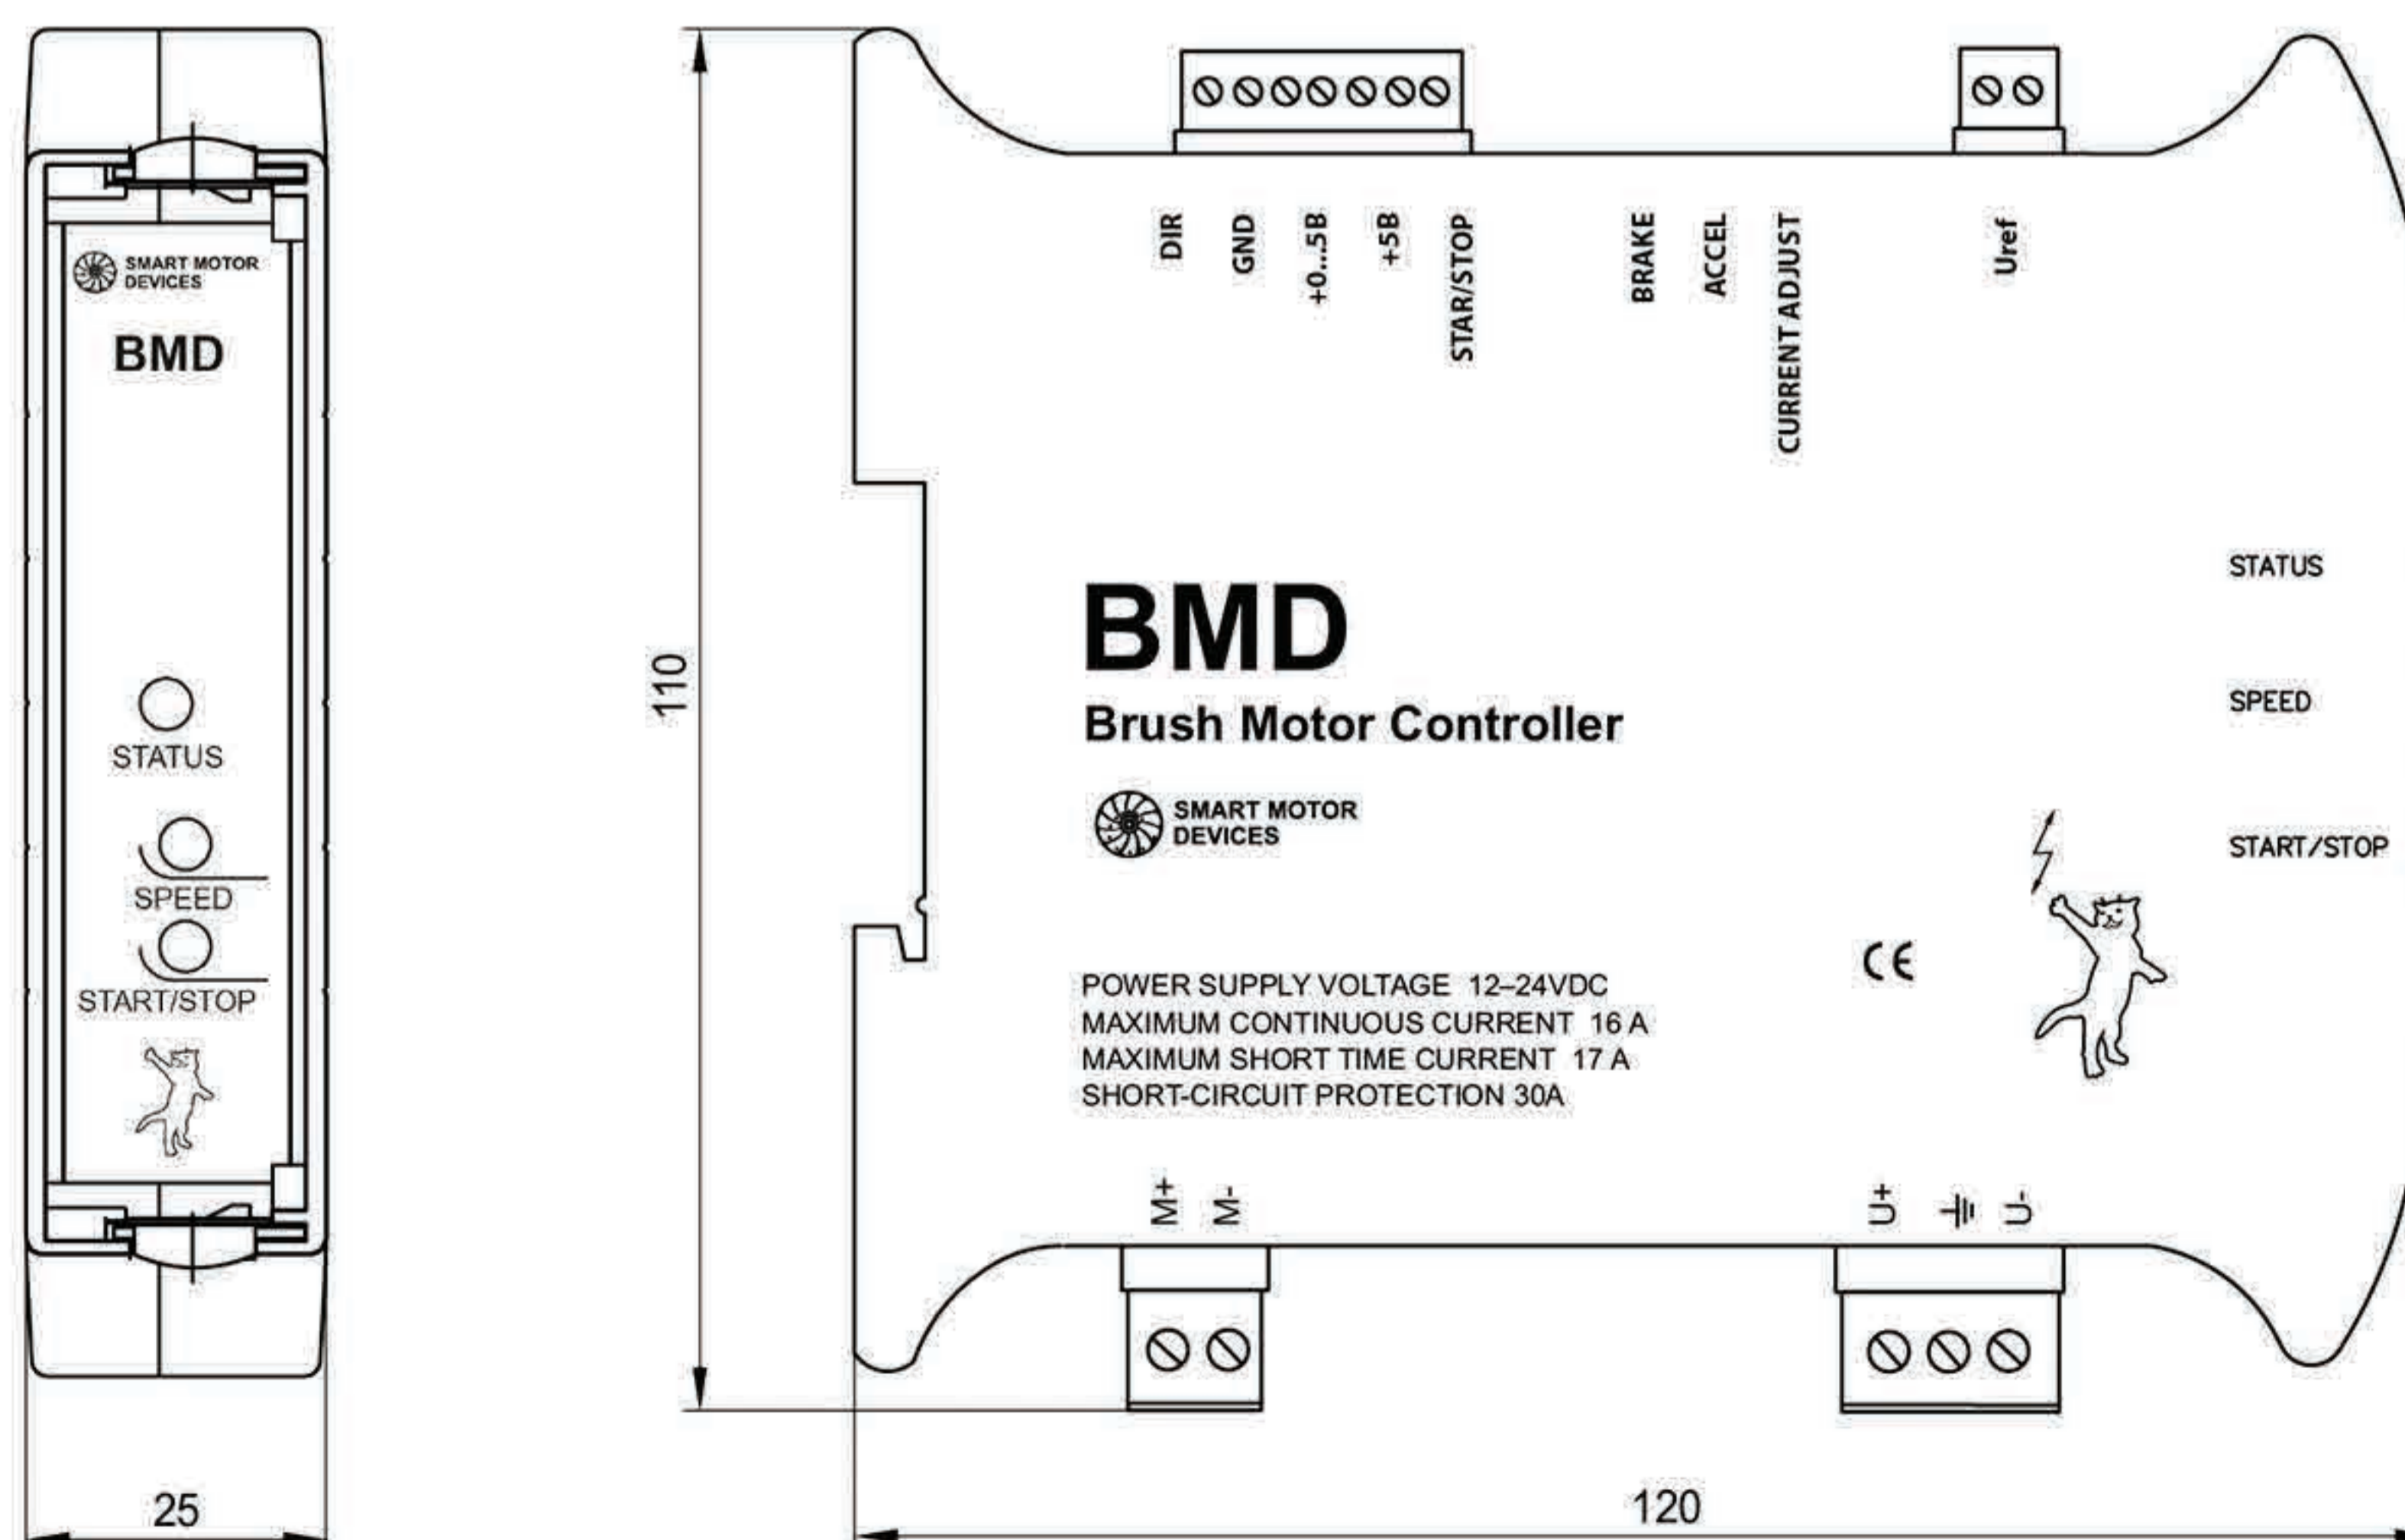 SMART MOTOR
DEVICES
BMD
STATUS
SPEED
START/STOP
25
110
DIR
GND
+0...5B
+5B
STAR/STOP
BRAKE
ACCEL
CURRENT ADJUST
Uref
BMD
Brush Motor Controller
SMART MOTOR
DEVICES
STATUS
SPEED
START/STOP
CE
POWER SUPPLY VOLTAGE 12–24VDC
MAXIMUM CONTINUOUS CURRENT 16 A
MAXIMUM SHORT TIME CURRENT 17 A
SHORT-CIRCUIT PROTECTION 30A
M+
M-
U+
U-
120